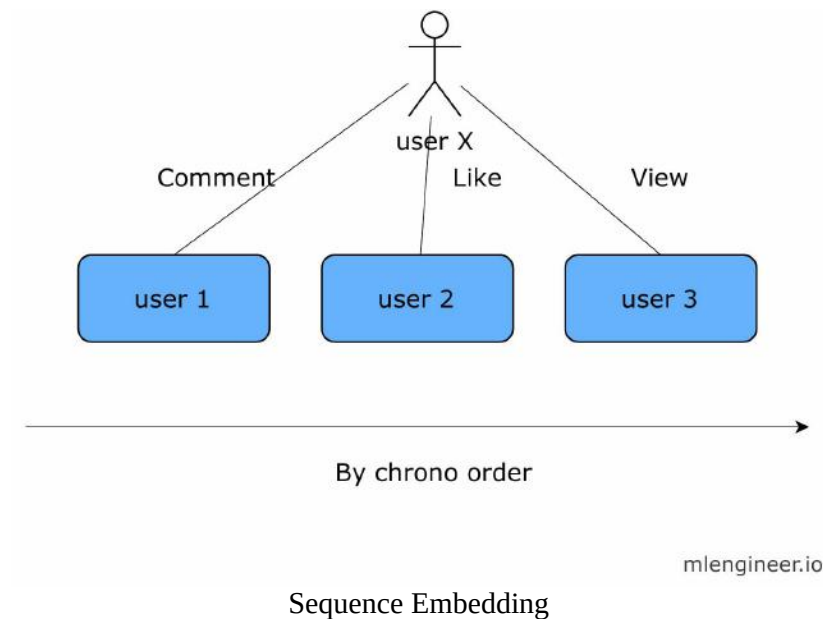 user X
Comment
Like
View
user 1
user 2
user 3
By chrono order
mlengineer.io
Sequence Embedding